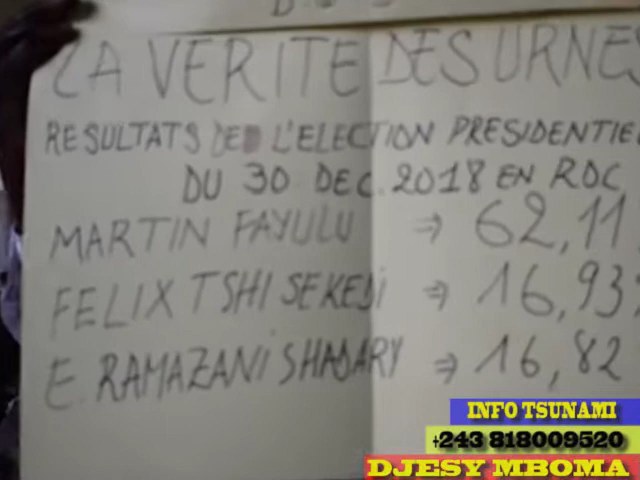 LA VERITE DES URNES
RESULTATS DE L'ELECTION PRESIDENTIEL
DU 30 DEC. 2018 EN RDC
MARTIN FAYULU ⇒ 62,11
FELIX TSHISEKEDI ⇒ 16,93%
E. RAMAZANI SHADARY ⇒ 16,82
INFO TSUNAMI
+243 818009520
DJESY MBOMA